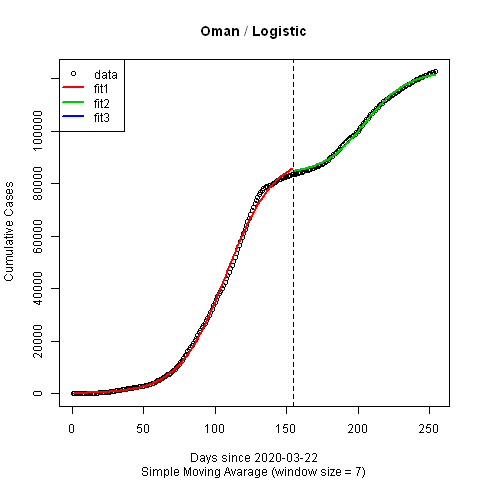 Oman / Logistic
data
fit1
fit2
fit3
Cumulative Cases
0
20000
40000
60000
80000
100000
0
50
100
150
200
250
Days since 2020-03-22
Simple Moving Avarage (window size = 7)